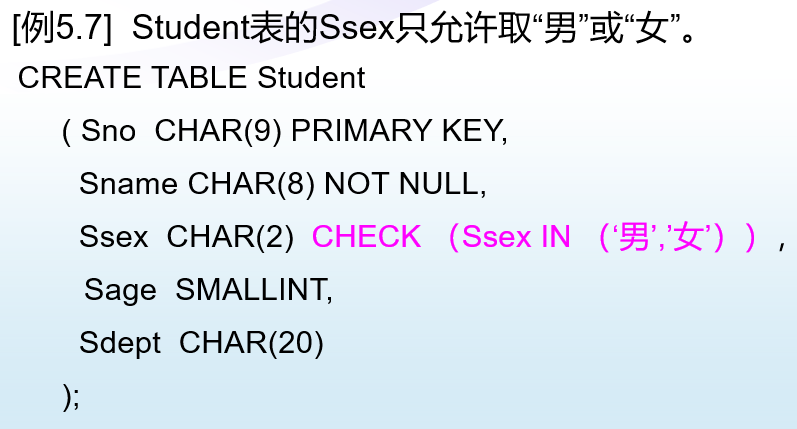 [例5.7] Student表的Ssex只允许取“男”或“女”。
CREATE TABLE Student
( Sno CHAR(9) PRIMARY KEY,
Sname CHAR(8) NOT NULL,
Ssex CHAR(2) CHECK （Ssex IN （‘男’,’女’））,
Sage SMALLINT,
Sdept CHAR(20)
);